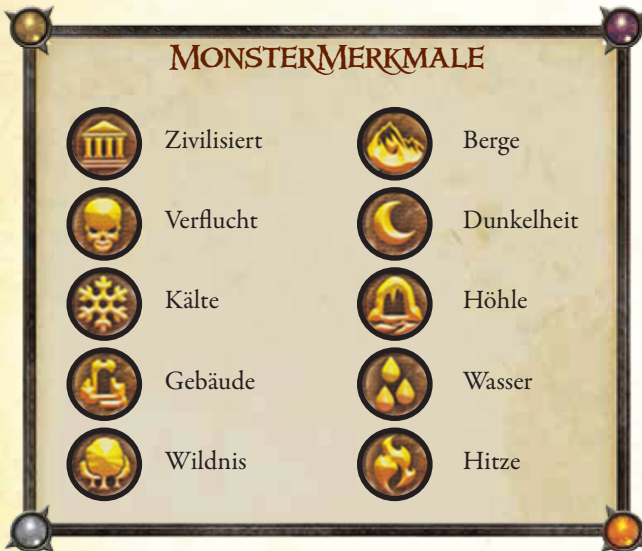 MonsterMerkmale
Zivilisiert
Verflucht
Kälte
Gebäude
Wildnis
Berge
Dunkelheit
Höhle
Wasser
Hitze